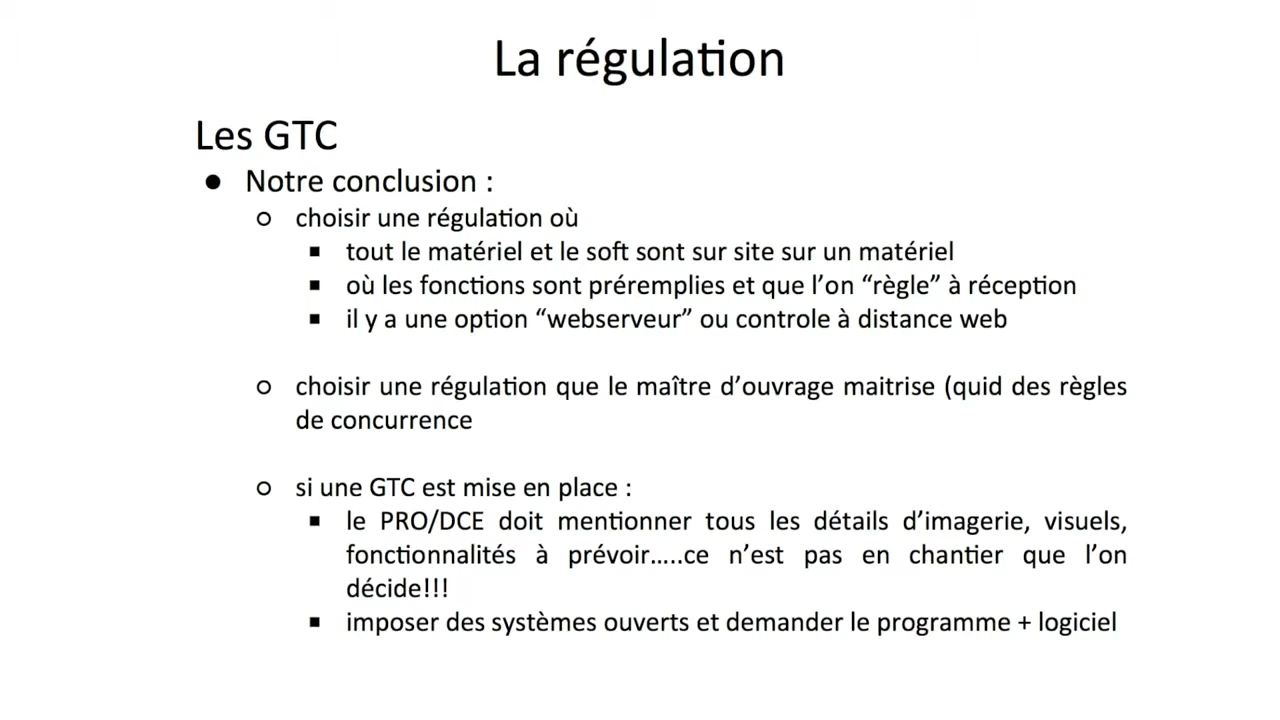 La régulation
Les GTC
● Notre conclusion :
○ choisir une régulation où
■ tout le matériel et le soft sont sur site sur un matériel
■ où les fonctions sont préremplies et que l’on “règle” à réception
■ il y a une option “webserveur” ou controle à distance web
○ choisir une régulation que le maître d’ouvrage maitrise (quid des règles
de concurrence
○ si une GTC est mise en place :
■ le PRO/DCE doit mentionner tous les détails d’imagerie, visuels,
fonctionnalités à prévoir…..ce n’est pas en chantier que l’on
décide!!!
■ imposer des systèmes ouverts et demander le programme + logiciel